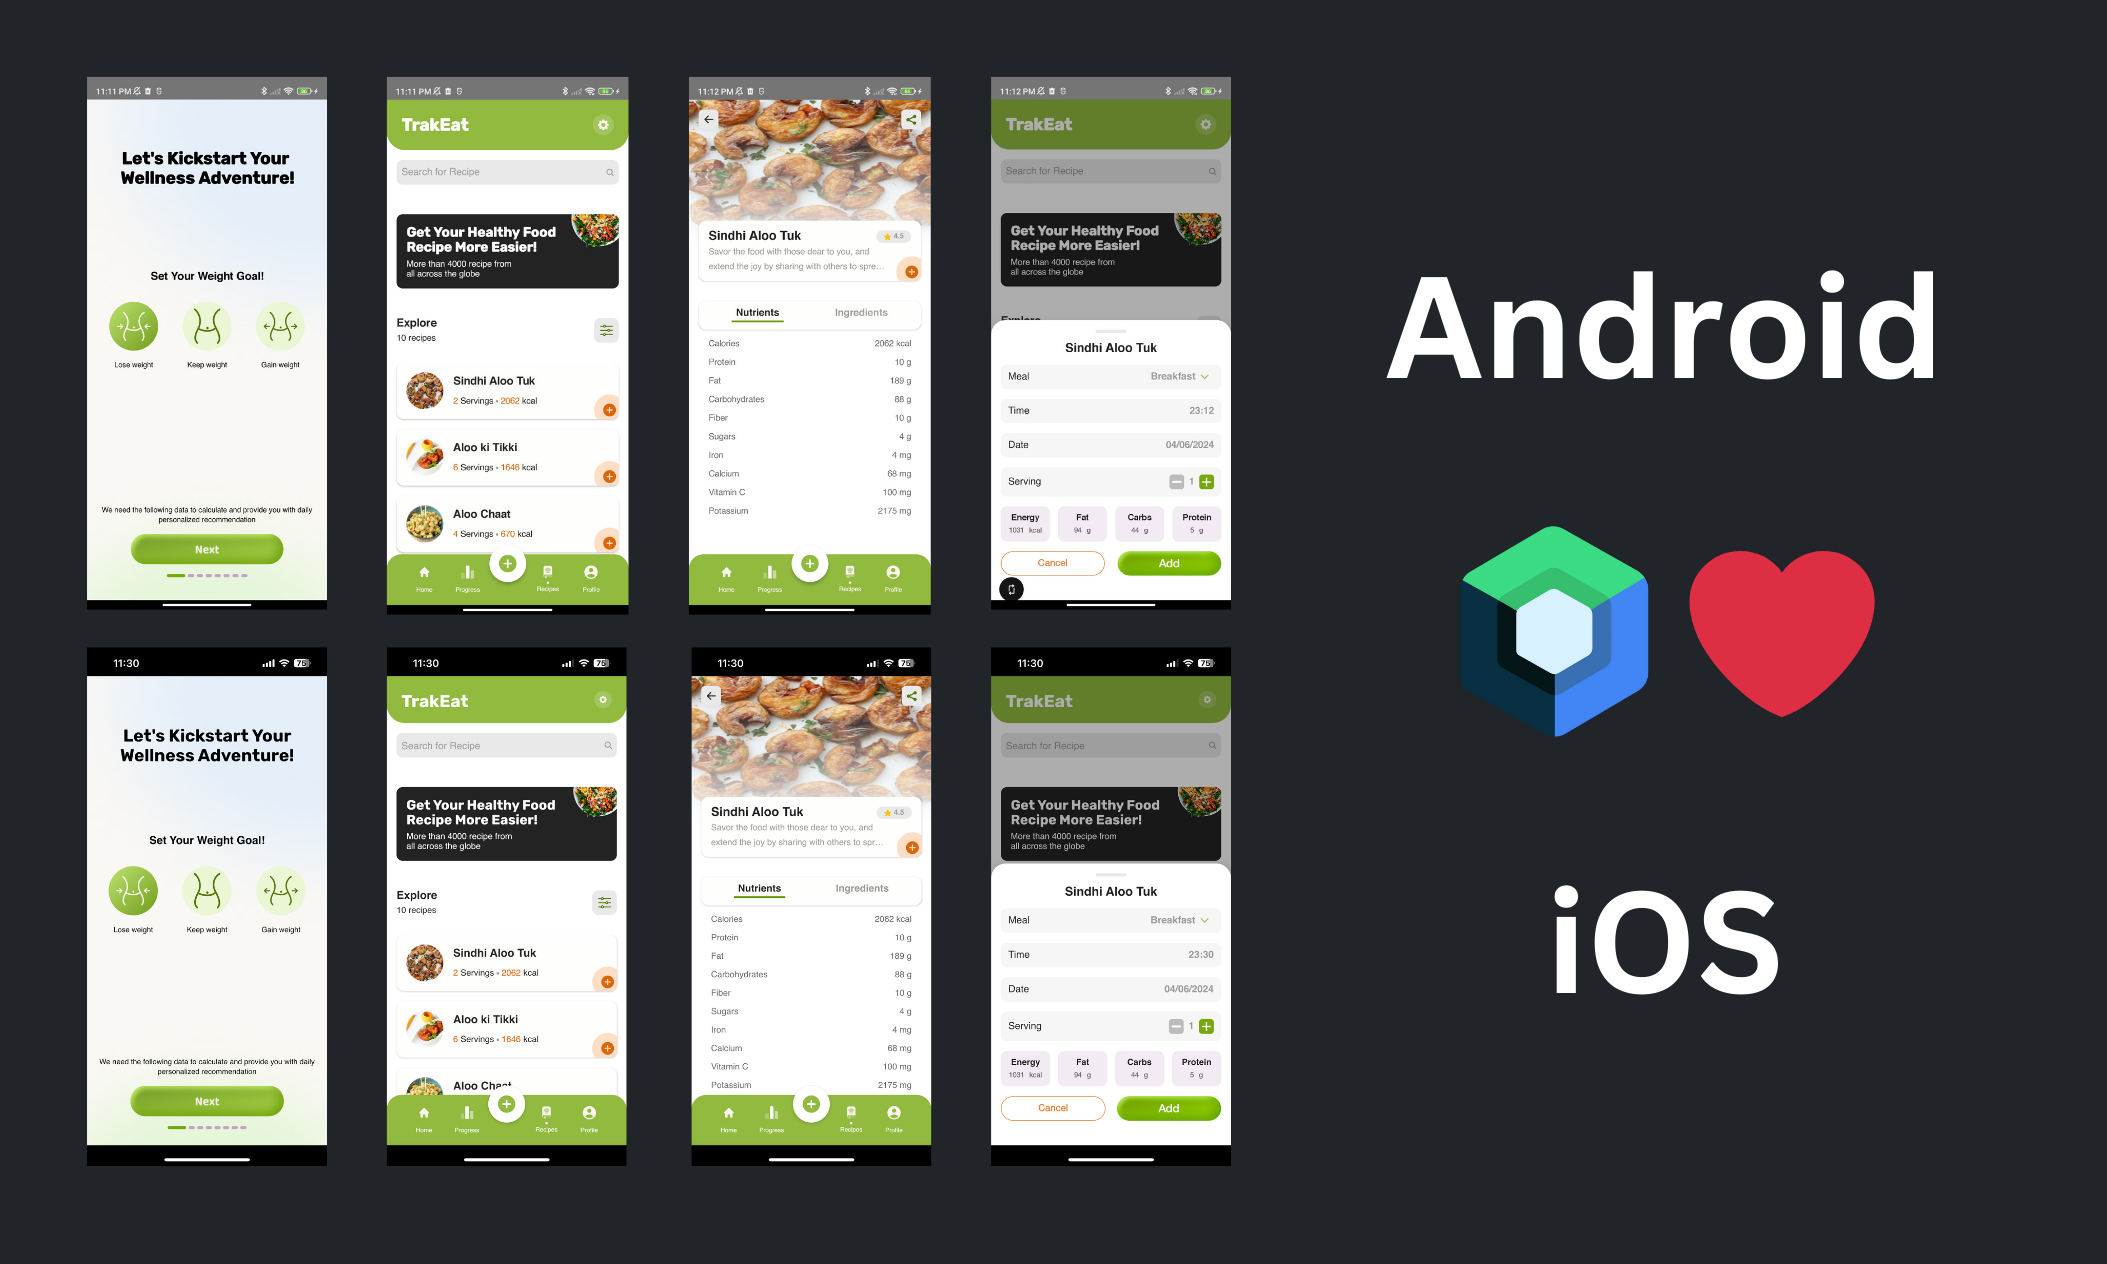 11:11 PM
Let's Kickstart Your
Wellness Adventure!
Set Your Weight Goal!
Lose weight
Keep weight
Gain weight
We need the following data to calculate and provide you with daily
personalized recommendation
Next
11:11 PM
TrakEat
Search for Recipe
Get Your Healthy Food
Recipe More Easier!
More than 4000 recipe from
all across the globe
Explore
10 recipes
Sindhi Aloo Tuk
2 Servings • 2062 kcal
Aloo ki Tikki
6 Servings • 1646 kcal
Aloo Chaat
4 Servings • 670 kcal
Home
Progress
Recipes
Profile
11:12 PM
Sindhi Aloo Tuk
4.5
Savor the food with those dear to you, and
extend the joy by sharing with others to spre...
Nutrients
Ingredients
Calories 2062 kcal
Protein 10 g
Fat 189 g
Carbohydrates 88 g
Fiber 10 g
Sugars 4 g
Iron 4 mg
Calcium 68 mg
Vitamin C 100 mg
Potassium 2175 mg
Home
Progress
Recipes
Profile
11:12 PM
TrakEat
Search for Recipe
Get Your Healthy Food
Recipe More Easier!
More than 4000 recipe from
all across the globe
Sindhi Aloo Tuk
Meal Breakfast
Time 23:12
Date 04/06/2024
Serving 1
Energy Fat Carbs Protein
1031 kcal 94 g 44 g 5 g
Cancel
Add
Android
11:30 75
Let's Kickstart Your
Wellness Adventure!
Set Your Weight Goal!
Lose weight
Keep weight
Gain weight
We need the following data to calculate and provide you with daily
personalized recommendation
Next
11:30 75
TrakEat
Search for Recipe
Get Your Healthy Food
Recipe More Easier!
More than 4000 recipe from
all across the globe
Explore
10 recipes
Sindhi Aloo Tuk
2 Servings • 2062 kcal
Aloo ki Tikki
6 Servings • 1646 kcal
Aloo Chaat
Home
Progress
Recipes
Profile
11:30 75
Sindhi Aloo Tuk
4.5
Savor the food with those dear to you, and
extend the joy by sharing with others to spr...
Nutrients
Ingredients
Calories 2062 kcal
Protein 10 g
Fat 189 g
Carbohydrates 88 g
Fiber 10 g
Sugars 4 g
Iron 4 mg
Calcium 68 mg
Vitamin C 100 mg
Potassium 2175 mg
Home
Progress
Recipes
Profile
11:30 75
TrakEat
Search for Recipe
Get Your Healthy Food
Recipe More Easier!
More than 4000 recipe from
all across the globe
Sindhi Aloo Tuk
Meal Breakfast
Time 23:30
Date 04/06/2024
Serving 1
Energy Fat Carbs Protein
1031 kcal 94 g 44 g 5 g
Cancel
Add
iOS